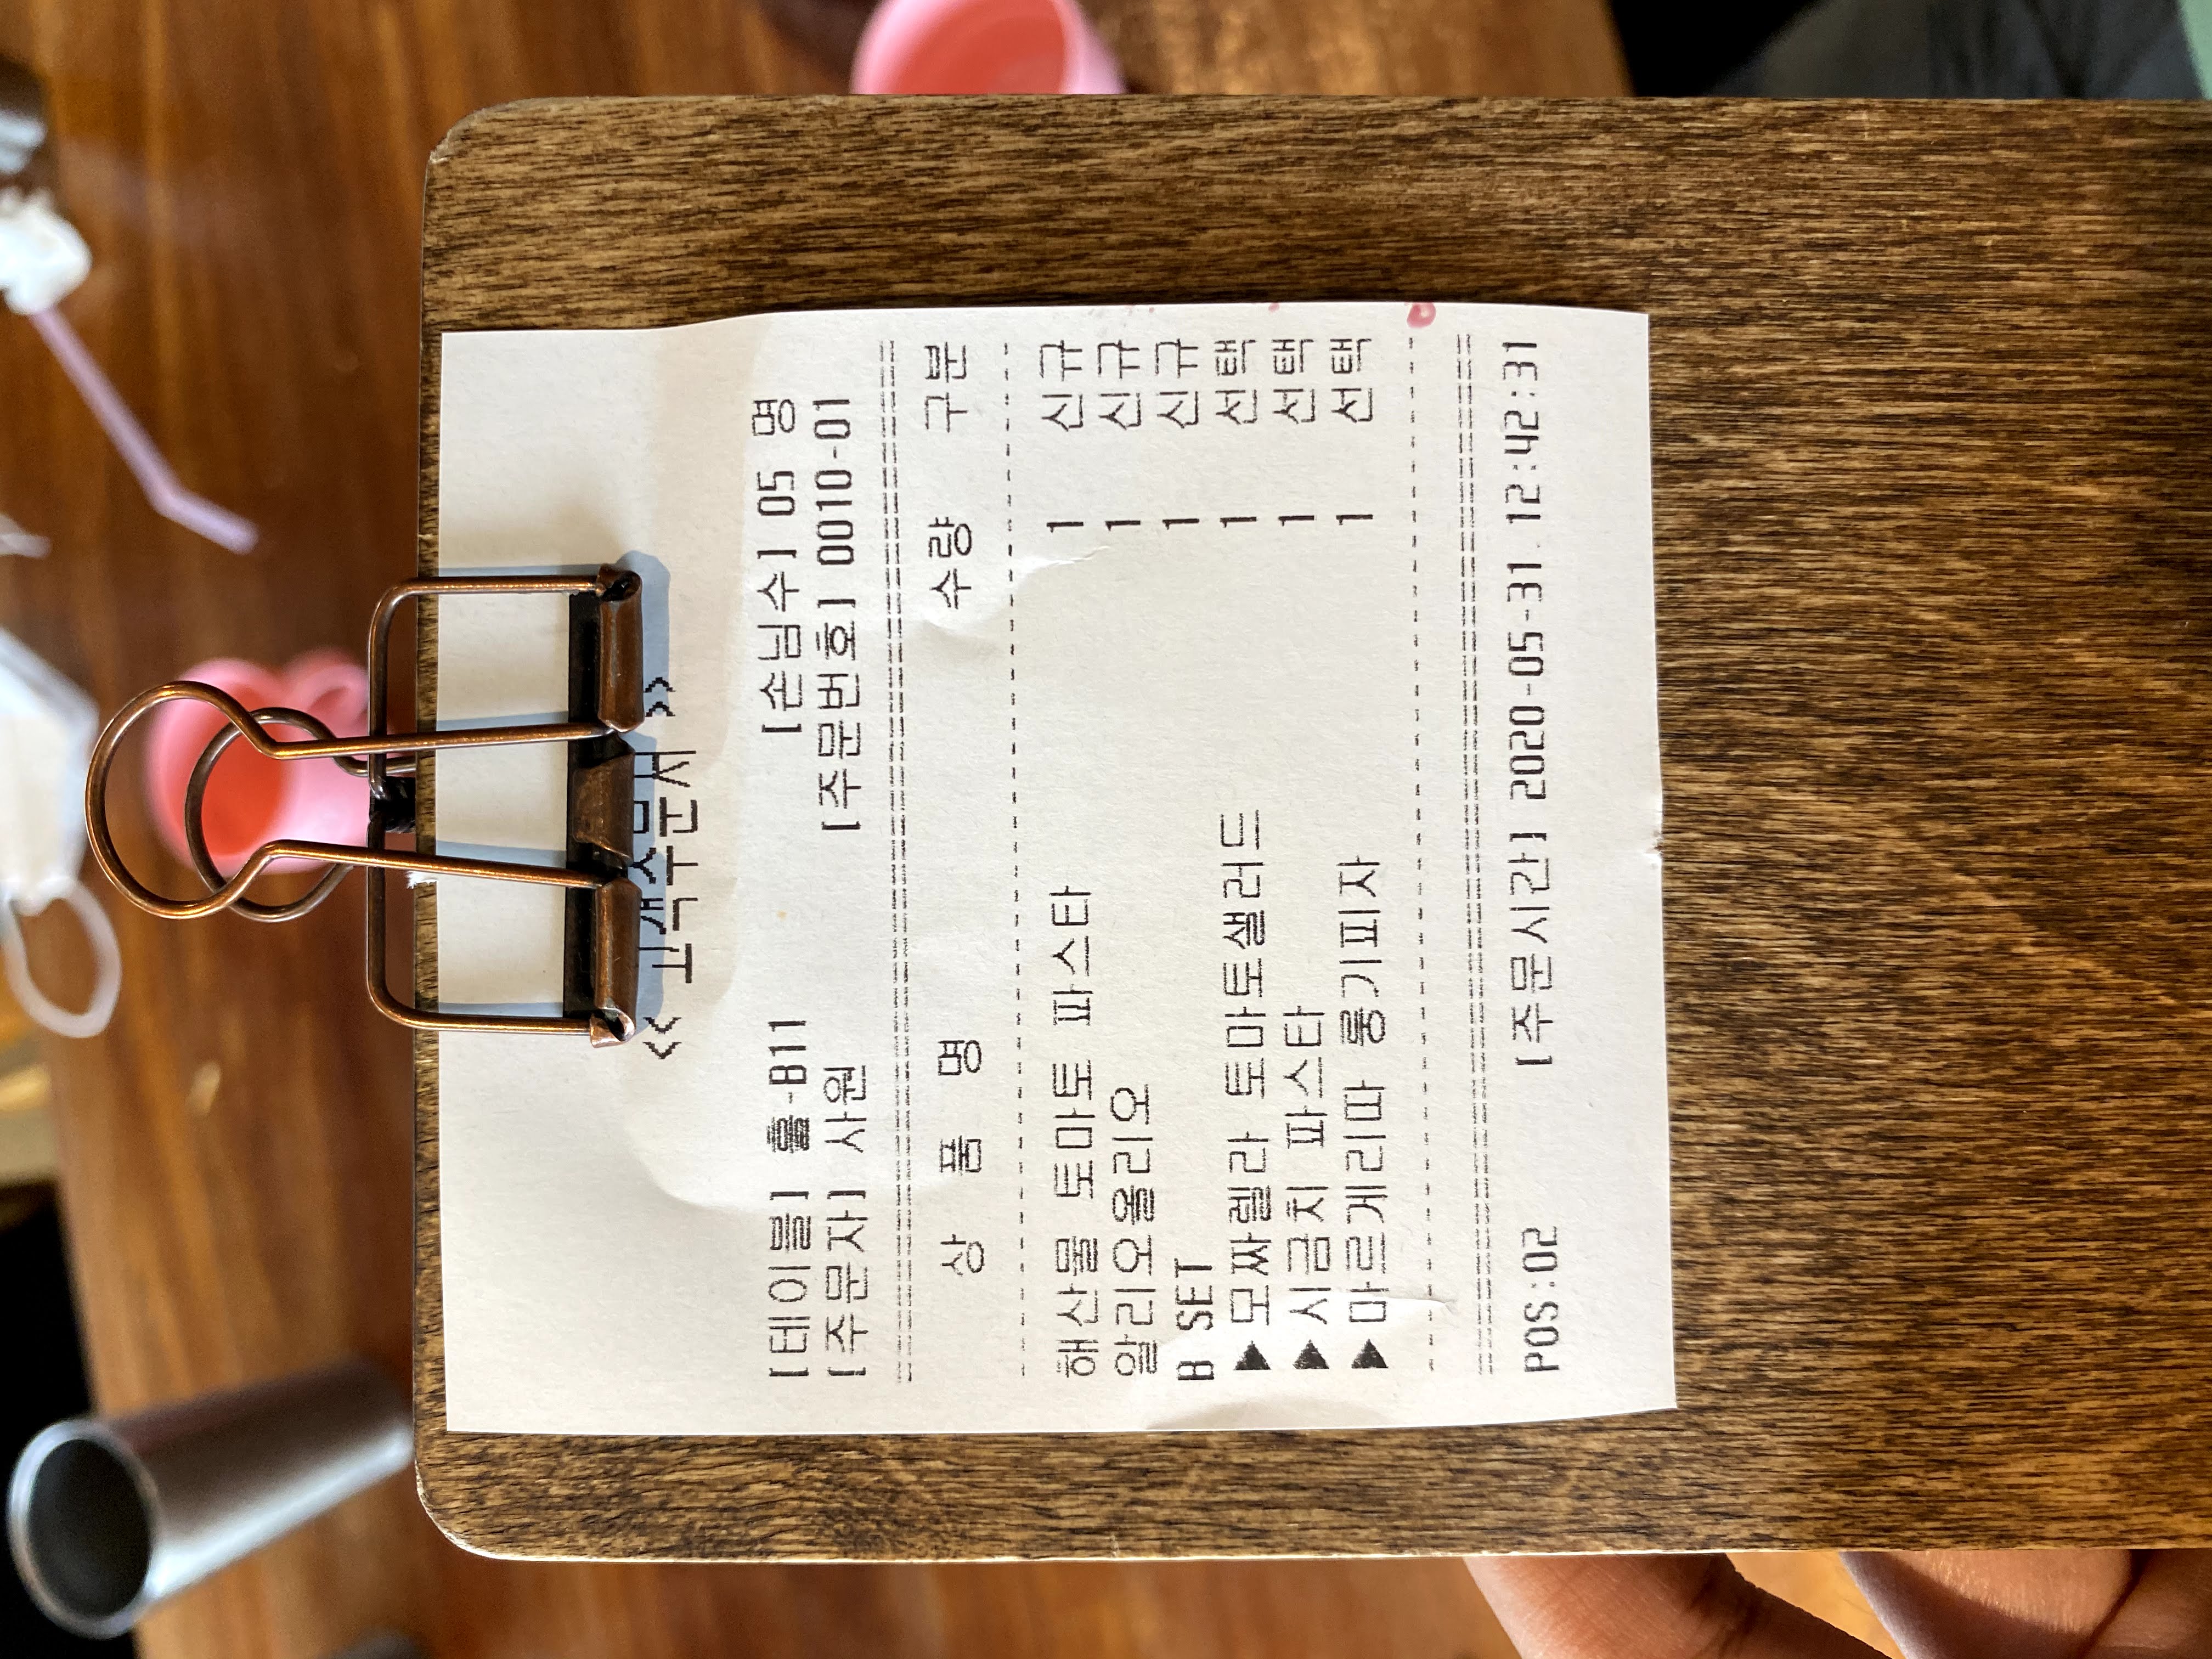 << 고객주문서 >>
[테이블] 홀-B11 [손님수] 05 명
[주문자] 사원 [주문번호] 0010-01
상 품 명 수량 구분
해산물 토마토 파스타 1 신규
알리오올리오 1 신규
B SET 1 신규
▶모짜렐라 토마토샐러드 1 선택
▶시금치 파스타 1 선택
▶마르게리따 롱기피자 1 선택
POS:02 [주문시간] 2020-05-31 12:42:31